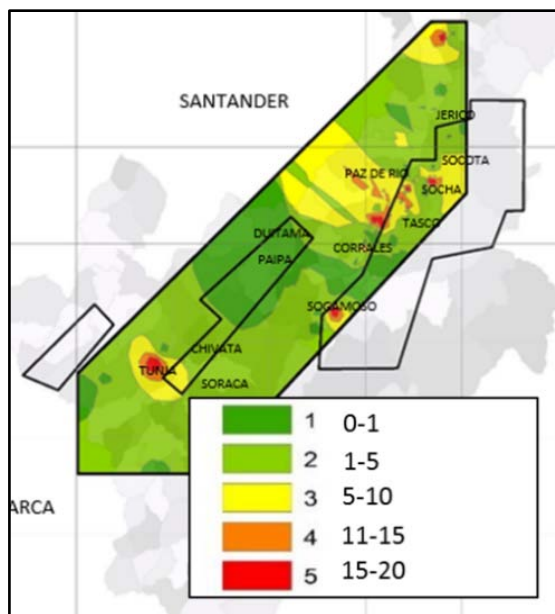 SANTANDER
JERICO
SOCOTA
PAZ DE RIO
SOCHA
TASCO
DUITAMA
CORRALES
PAIPA
SOGAMOSO
CHIVATA
TUNJA
SORACA
ARCA
1 0-1
2 1-5
3 5-10
4 11-15
5 15-20